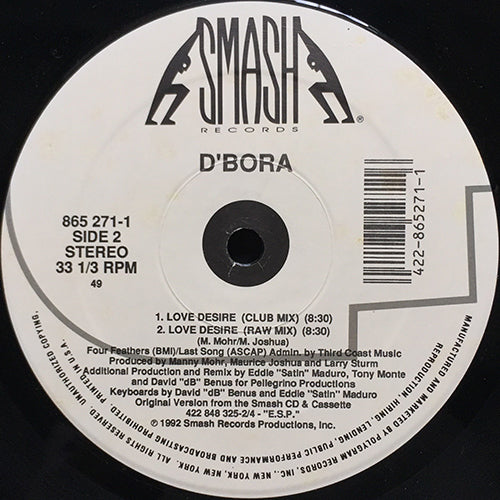 SMASH
RECORDS
®
D'BORA
865 271-1
SIDE 2
STEREO
33 1/3 RPM
49
422-865271-1
1. LOVE DESIRE (CLUB MIX) (8:30)
2. LOVE DESIRE (RAW MIX) (8:30)
(M. Mohr/M. Joshua)
Four Feathers (BMI)/Last Song (ASCAP) Admin. by Third Coast Music
Produced by Manny Mohr, Maurice Joshua and Larry Sturm
Additional Production and Remix by Eddie "Satin" Maduro, Tony Monte
and David "dB" Benus for Pellegrino Productions
Keyboards by David "dB" Benus and Eddie "Satin" Maduro
Original Version from the Smash CD & Cassette
422 848 325-2/4 - "E.S.P."
© 1992 Smash Records Productions, Inc.
MANUFACTURED AND MARKETED BY POLYGRAM RECORDS, INC., NEW YORK, NEW YORK. ALL RIGHTS RESERVED. UNAUTHORIZED COPYING, REPRODUCTION, HIRING, LENDING, PUBLIC PERFORMANCE AND BROADCASTING PROHIBITED. PRINTED IN U.S.A.